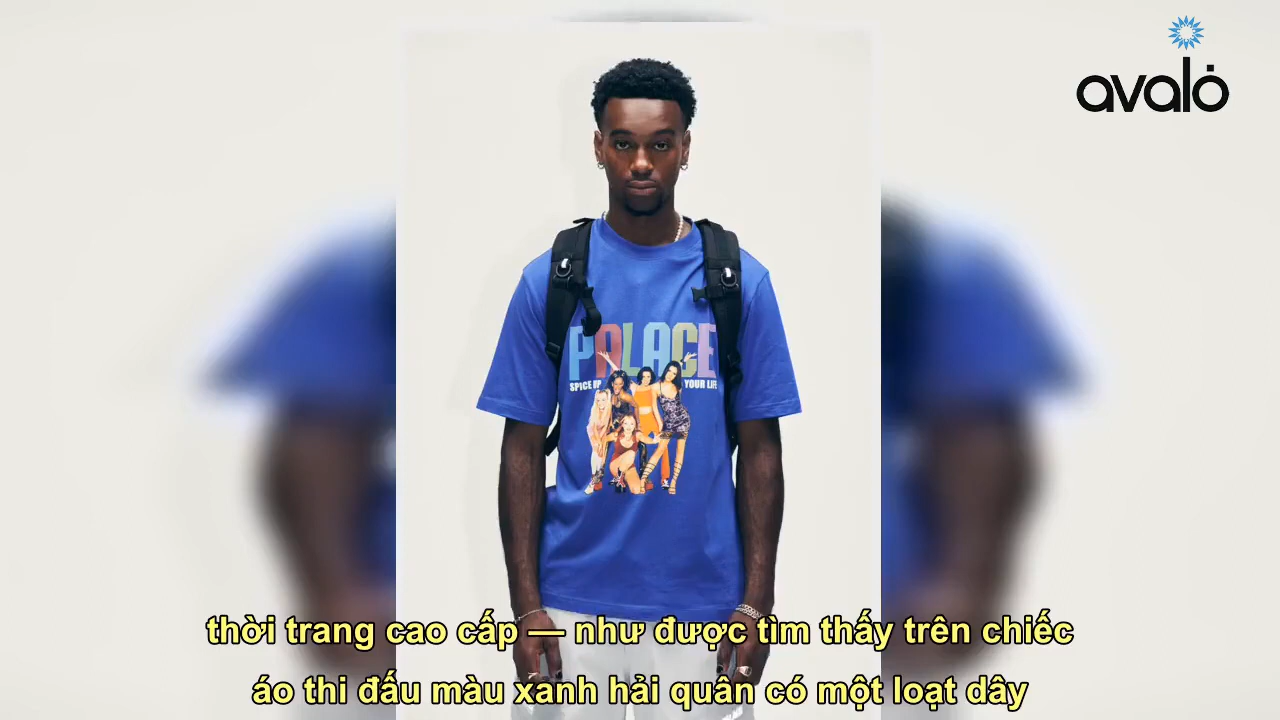 avalo
PALACE
SPICE UP YOUR LIFE
thời trang cao cấp — như được tìm thấy trên chiếc
áo thi đấu màu xanh hải quân có một loạt dây